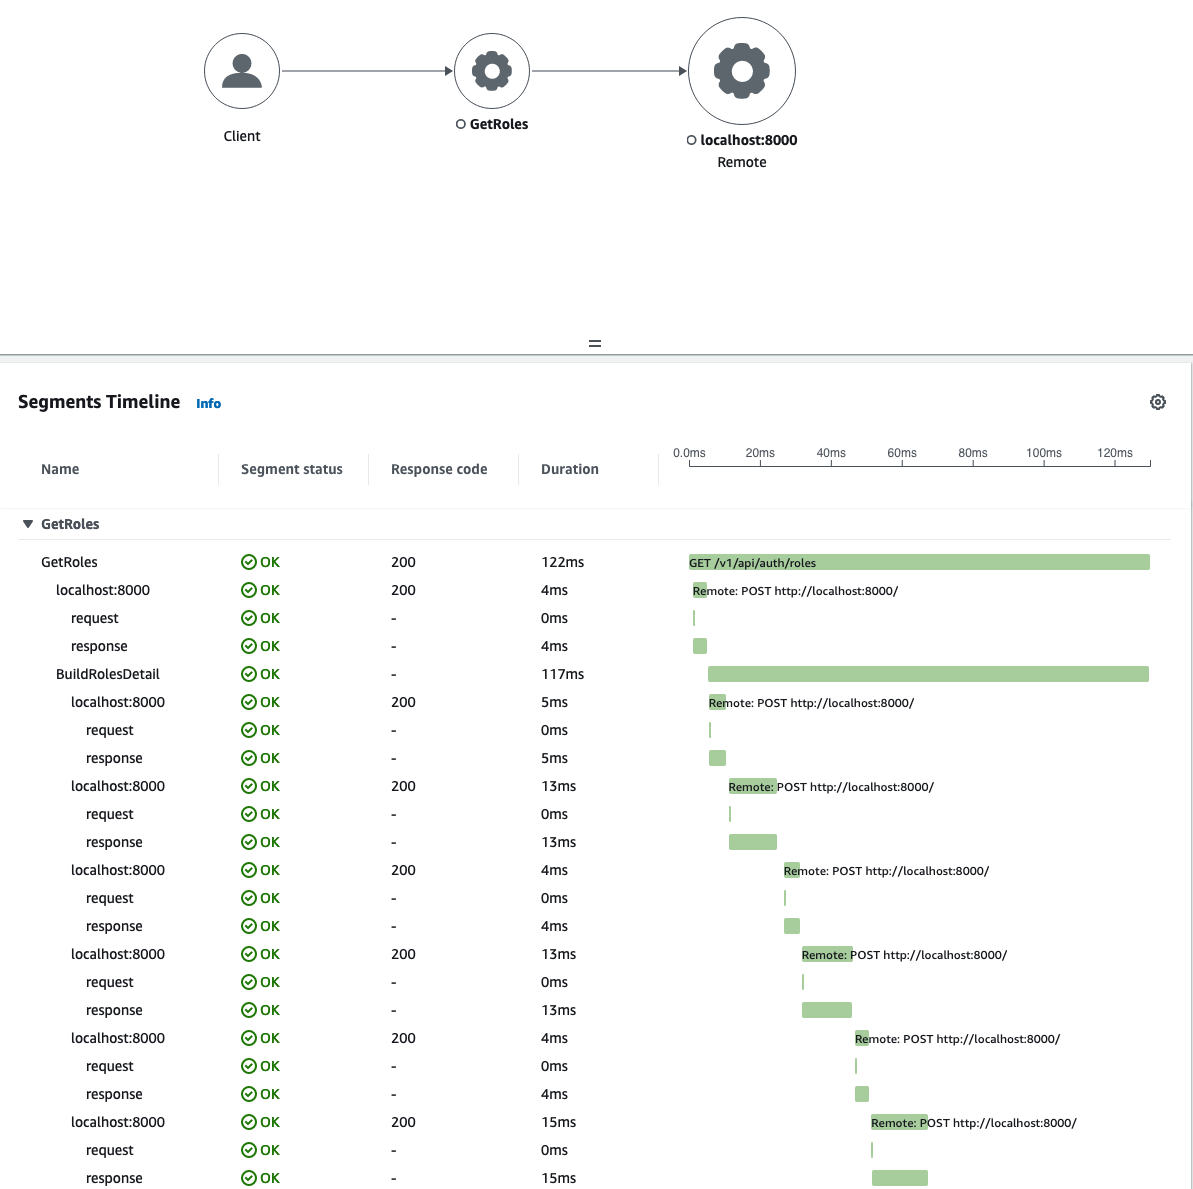 Client
GetRoles
localhost:8000
Remote
Segments Timeline Info
0.0ms 20ms 40ms 60ms 80ms 100ms 120ms
Name Segment status Response code Duration
GetRoles
GetRoles OK 200 122ms GET /v1/api/auth/roles
localhost:8000 OK 200 4ms Remote: POST http://localhost:8000/
request OK - 0ms
response OK - 4ms
BuildRolesDetail OK - 117ms
localhost:8000 OK 200 5ms Remote: POST http://localhost:8000/
request OK - 0ms
response OK - 5ms
localhost:8000 OK 200 13ms Remote: POST http://localhost:8000/
request OK - 0ms
response OK - 13ms
localhost:8000 OK 200 4ms Remote: POST http://localhost:8000/
request OK - 0ms
response OK - 4ms
localhost:8000 OK 200 13ms Remote: POST http://localhost:8000/
request OK - 0ms
response OK - 13ms
localhost:8000 OK 200 4ms Remote: POST http://localhost:8000/
request OK - 0ms
response OK - 4ms
localhost:8000 OK 200 15ms Remote: POST http://localhost:8000/
request OK - 0ms
response OK - 15ms